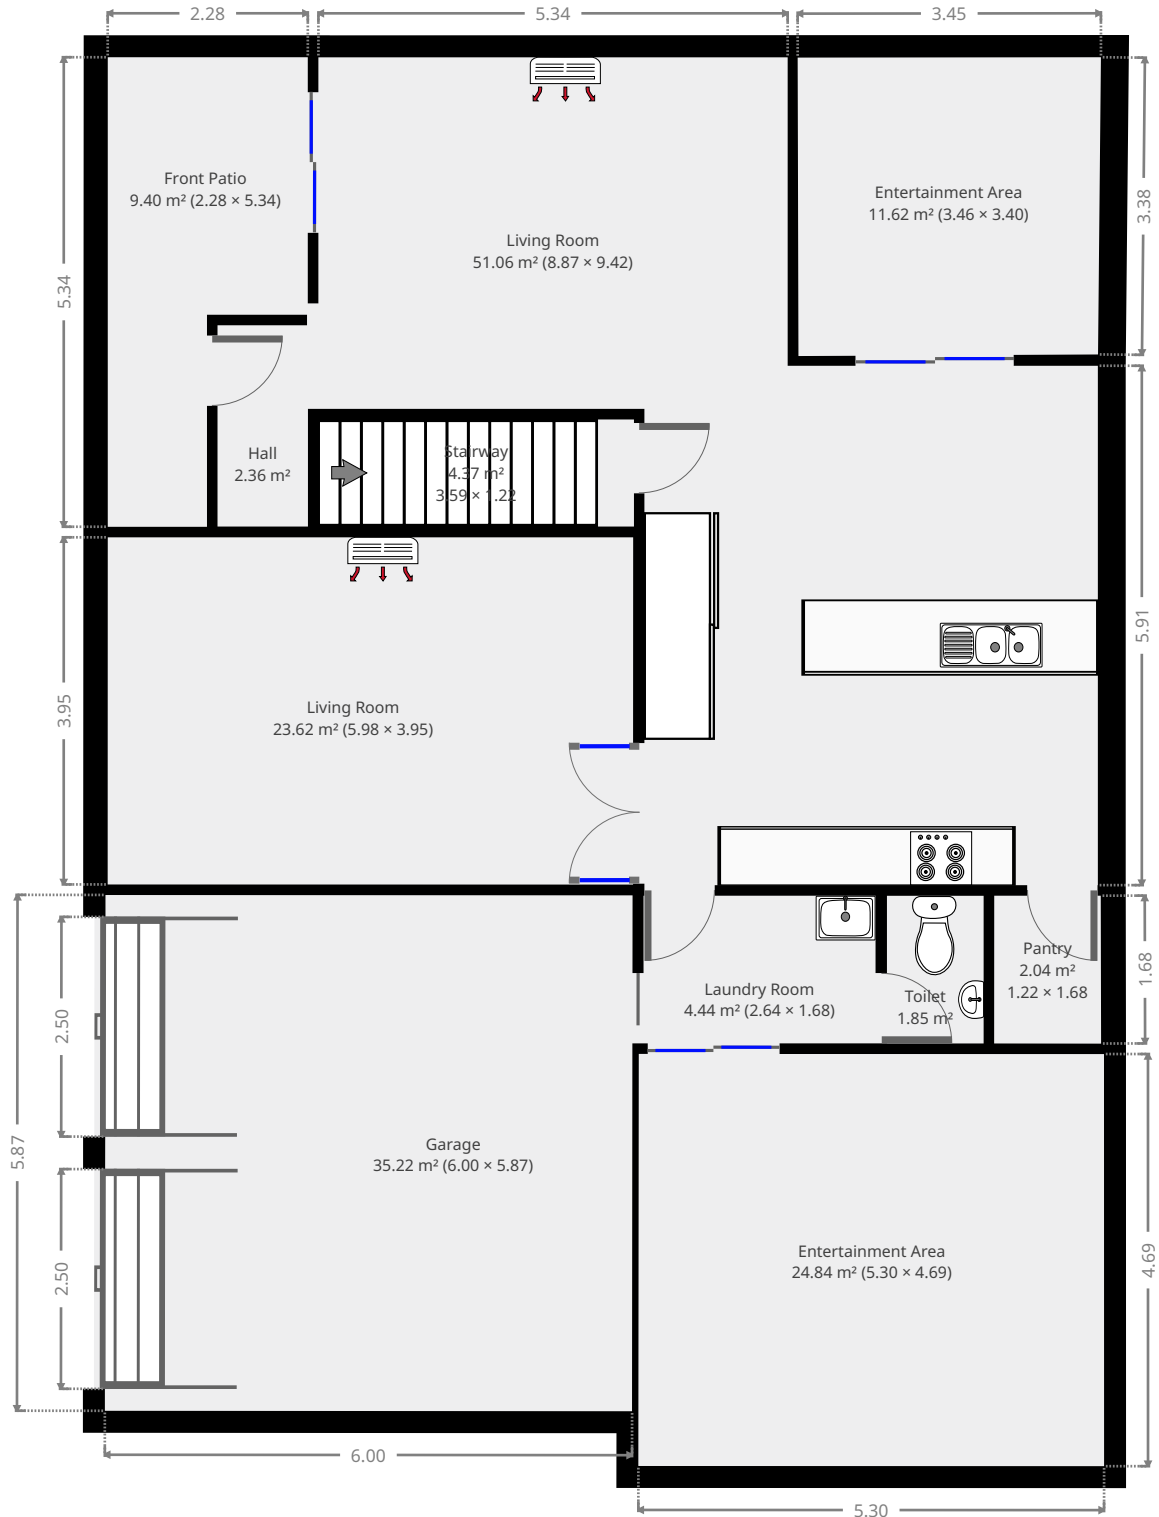 2.28
5.34
3.45
Front Patio
9.40 m² (2.28 × 5.34)
Entertainment Area
11.62 m² (3.46 × 3.40)
3.38
Living Room
51.06 m² (8.87 × 9.42)
5.34
Hall
2.36 m²
Stairway
4.37 m²
3.59 × 1.22
5.91
3.95
Living Room
23.62 m² (5.98 × 3.95)
Pantry
2.04 m²
1.22 × 1.68
1.68
Laundry Room
4.44 m² (2.64 × 1.68)
Toilet
1.85 m²
2.50
5.87
Garage
35.22 m² (6.00 × 5.87)
Entertainment Area
24.84 m² (5.30 × 4.69)
4.69
2.50
6.00
5.30